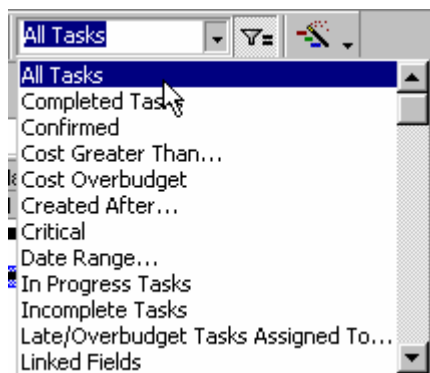 All Tasks
All Tasks
Completed Tasks
Confirmed
Cost Greater Than...
Cost Overbudget
Created After...
Critical
Date Range...
In Progress Tasks
Incomplete Tasks
Late/Overbudget Tasks Assigned To...
Linked Fields